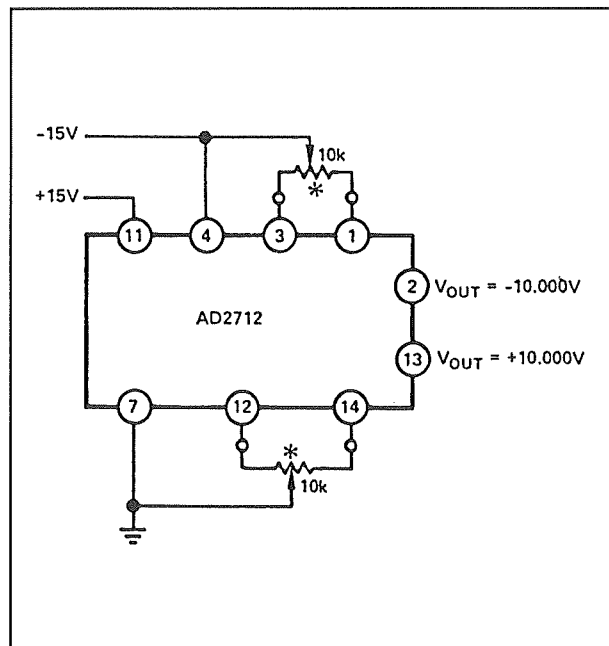 -15V
10k
*
+15V
11
4
3
1
2
VOUT = -10.000V
AD2712
13
VOUT = +10.000V
7
12
14
*
10k